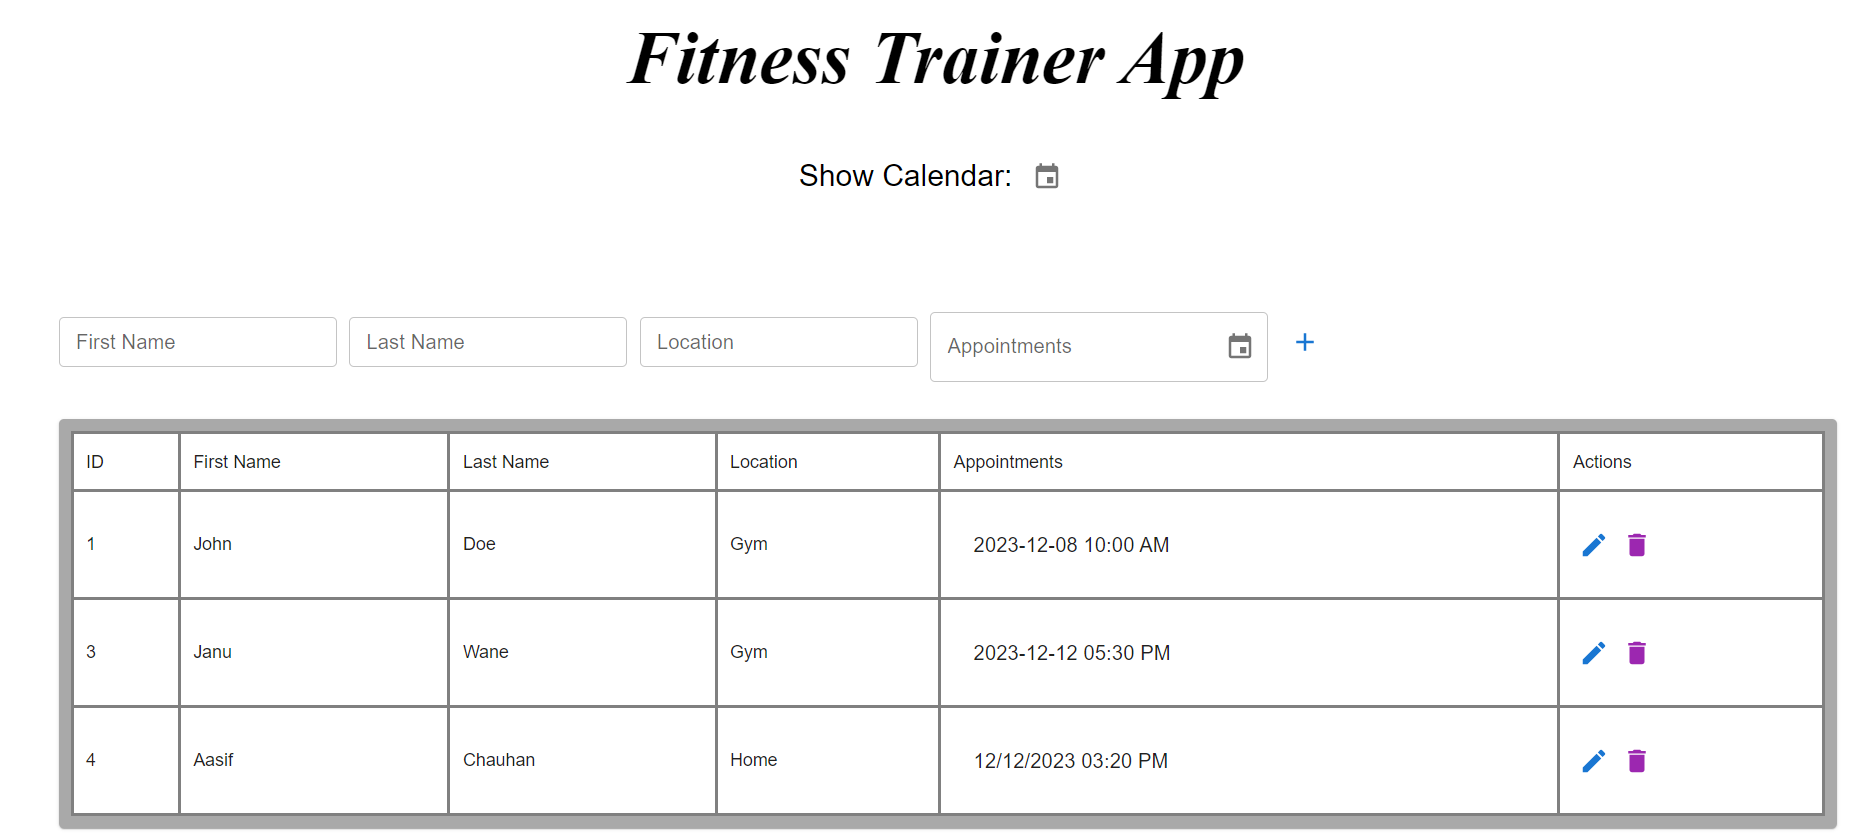 Fitness Trainer App
Show Calendar:
First Name Last Name Location Appointments
ID First Name Last Name Location Appointments Actions
1 John Doe Gym 2023-12-08 10:00 AM
3 Janu Wane Gym 2023-12-12 05:30 PM
4 Aasif Chauhan Home 12/12/2023 03:20 PM